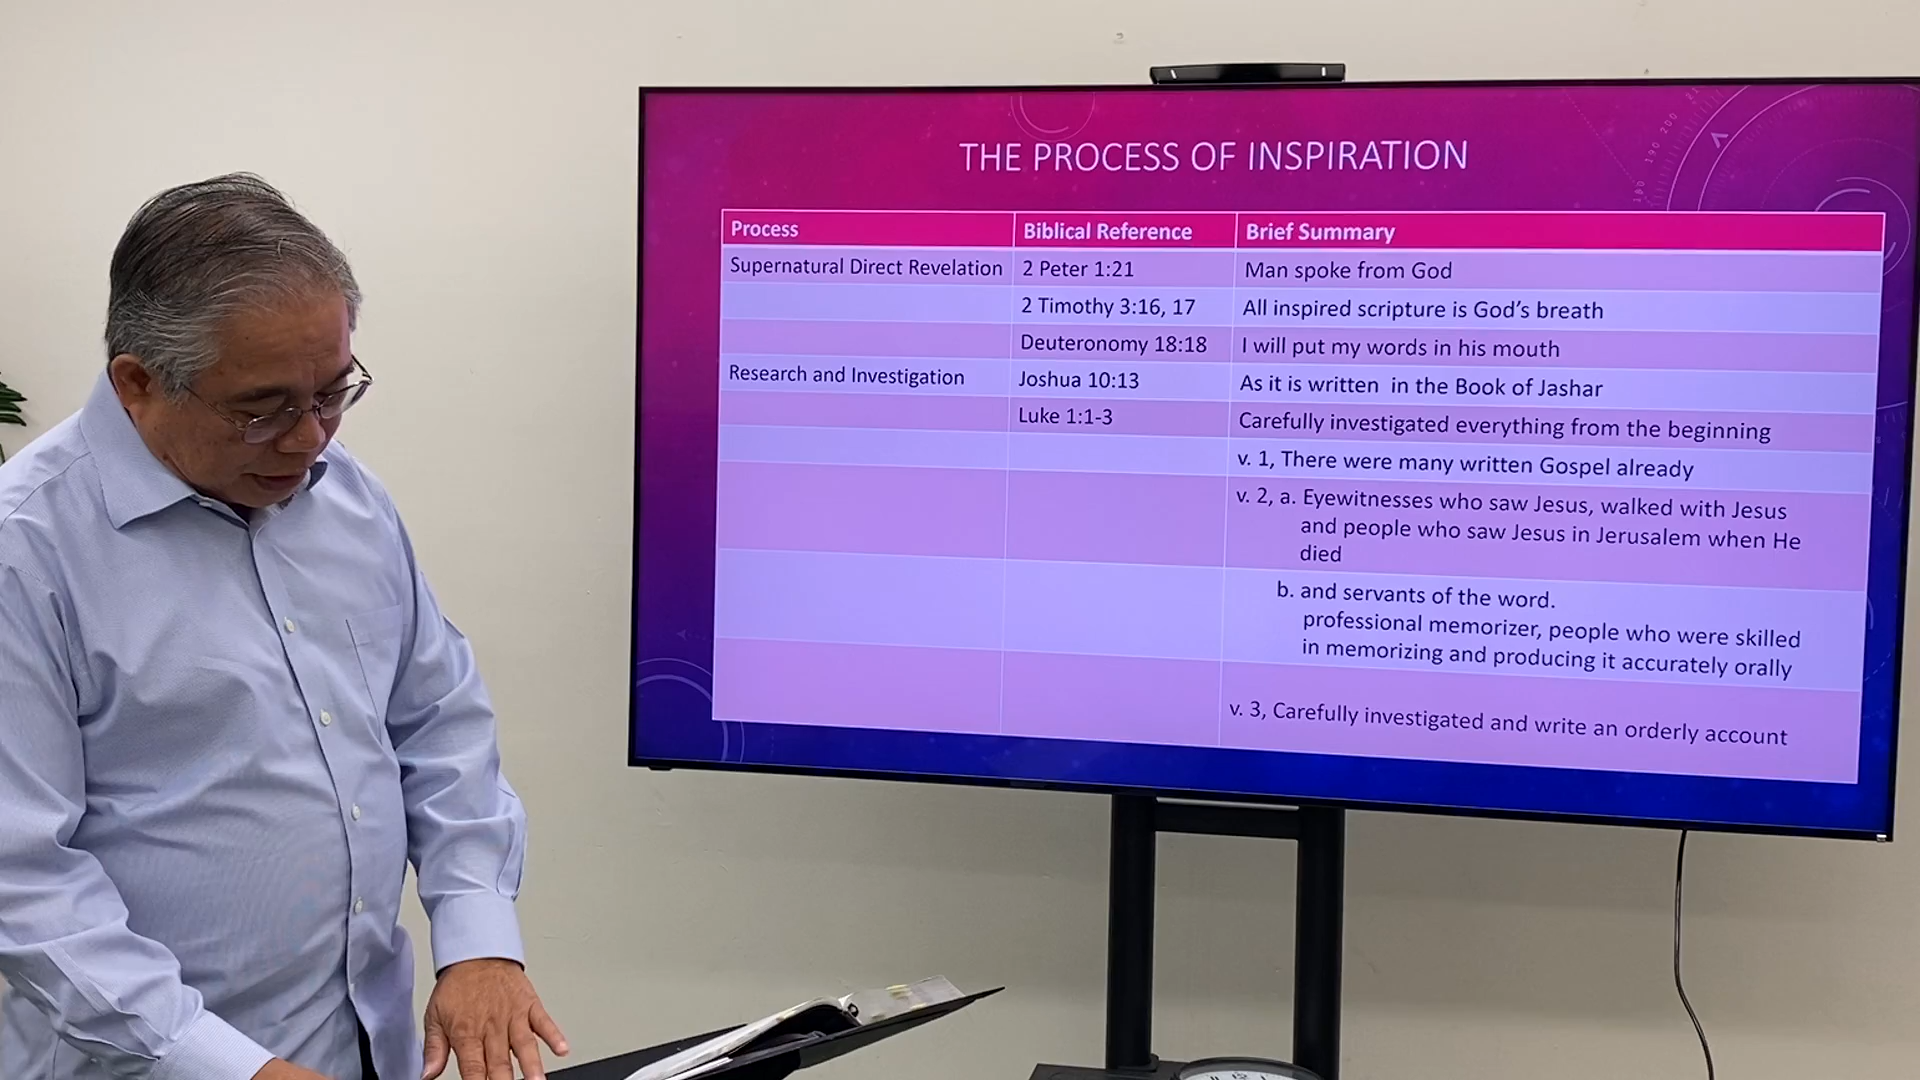 THE PROCESS OF INSPIRATION
Process Biblical Reference Brief Summary
Supernatural Direct Revelation 2 Peter 1:21 Man spoke from God
2 Timothy 3:16, 17 All inspired scripture is God's breath
Deuteronomy 18:18 I will put my words in his mouth
Research and Investigation Joshua 10:13 As it is written in the Book of Jashar
Luke 1:1-3 Carefully investigated everything from the beginning
v. 1, There were many written Gospel already
v. 2, a. Eyewitnesses who saw Jesus, walked with Jesus
and people who saw Jesus in Jerusalem when He
died
b. and servants of the word.
professional memorizer, people who were skilled
in memorizing and producing it accurately orally
v. 3, Carefully investigated and write an orderly account